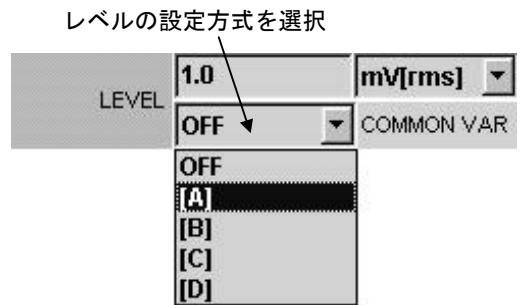 レベルの設定方式を選択
LEVEL
1.0
mV[rms]
OFF
COMMON VAR
OFF
[A]
[B]
[C]
[D]